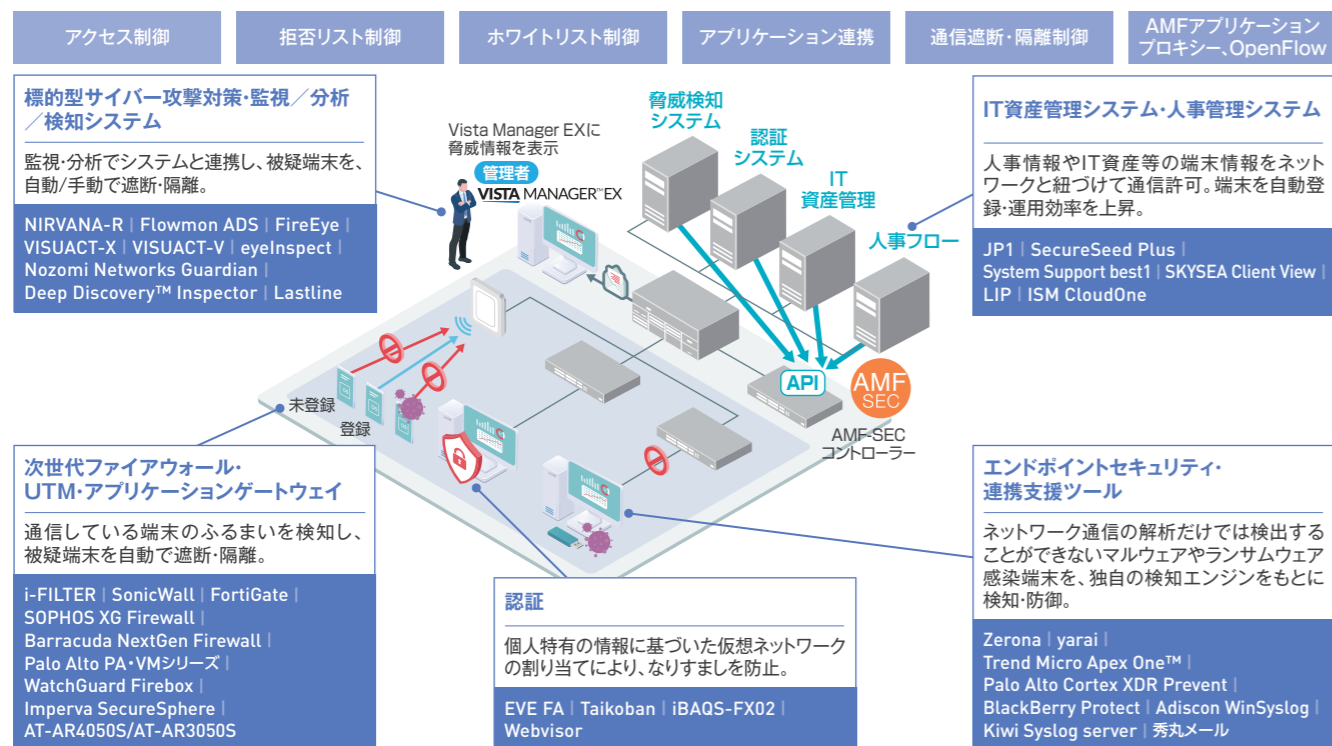 アクセス制御
拒否リスト制御
ホワイトリスト制御
アプリケーション連携
通信遮断・隔離制御
AMFアプリケーション
プロキシー、OpenFlow
標的型サイバー攻撃対策・監視／分析
／検知システム
監視・分析でシステムと連携し、被疑端末を、
自動/手動で遮断・隔離。
NIRVANA-R | Flowmon ADS | FireEye |
VISUACT-X | VISUACT-V | eyeInspect |
Nozomi Networks Guardian |
Deep Discovery™ Inspector | Lastline
Vista Manager EXに
脅威情報を表示
管理者
VISTA MANAGER™EX
脅威検知
システム
認証
システム
IT
資産管理
人事フロー
API
AMF
SEC
AMF-SEC
コントローラー
未登録
登録
IT資産管理システム・人事管理システム
人事情報やIT資産等の端末情報をネット
ワークと紐づけて通信許可。端末を自動登
録・運用効率を上昇。
JP1 | SecureSeed Plus |
System Support best1 | SKYSEA Client View |
LIP | ISM CloudOne
次世代ファイアウォール・
UTM・アプリケーションゲートウェイ
通信している端末のふるまいを検知し、
被疑端末を自動で遮断・隔離。
i-FILTER | SonicWall | FortiGate |
SOPHOS XG Firewall |
Barracuda NextGen Firewall |
Palo Alto PA・VMシリーズ |
WatchGuard Firebox |
Imperva SecureSphere |
AT-AR4050S/AT-AR3050S
認証
個人特有の情報に基づいた仮想ネットワーク
の割り当てにより、なりすましを防止。
EVE FA | Taikoban | iBAQS-FX02 |
Webvisor
エンドポイントセキュリティ・
連携支援ツール
ネットワーク通信の解析だけでは検出する
ことができないマルウェアやランサムウェア
感染端末を、独自の検知エンジンをもとに
検知・防御。
Zerona | yarai |
Trend Micro Apex One™ |
Palo Alto Cortex XDR Prevent |
BlackBerry Protect | Adiscon WinSyslog |
Kiwi Syslog server | 秀丸メール